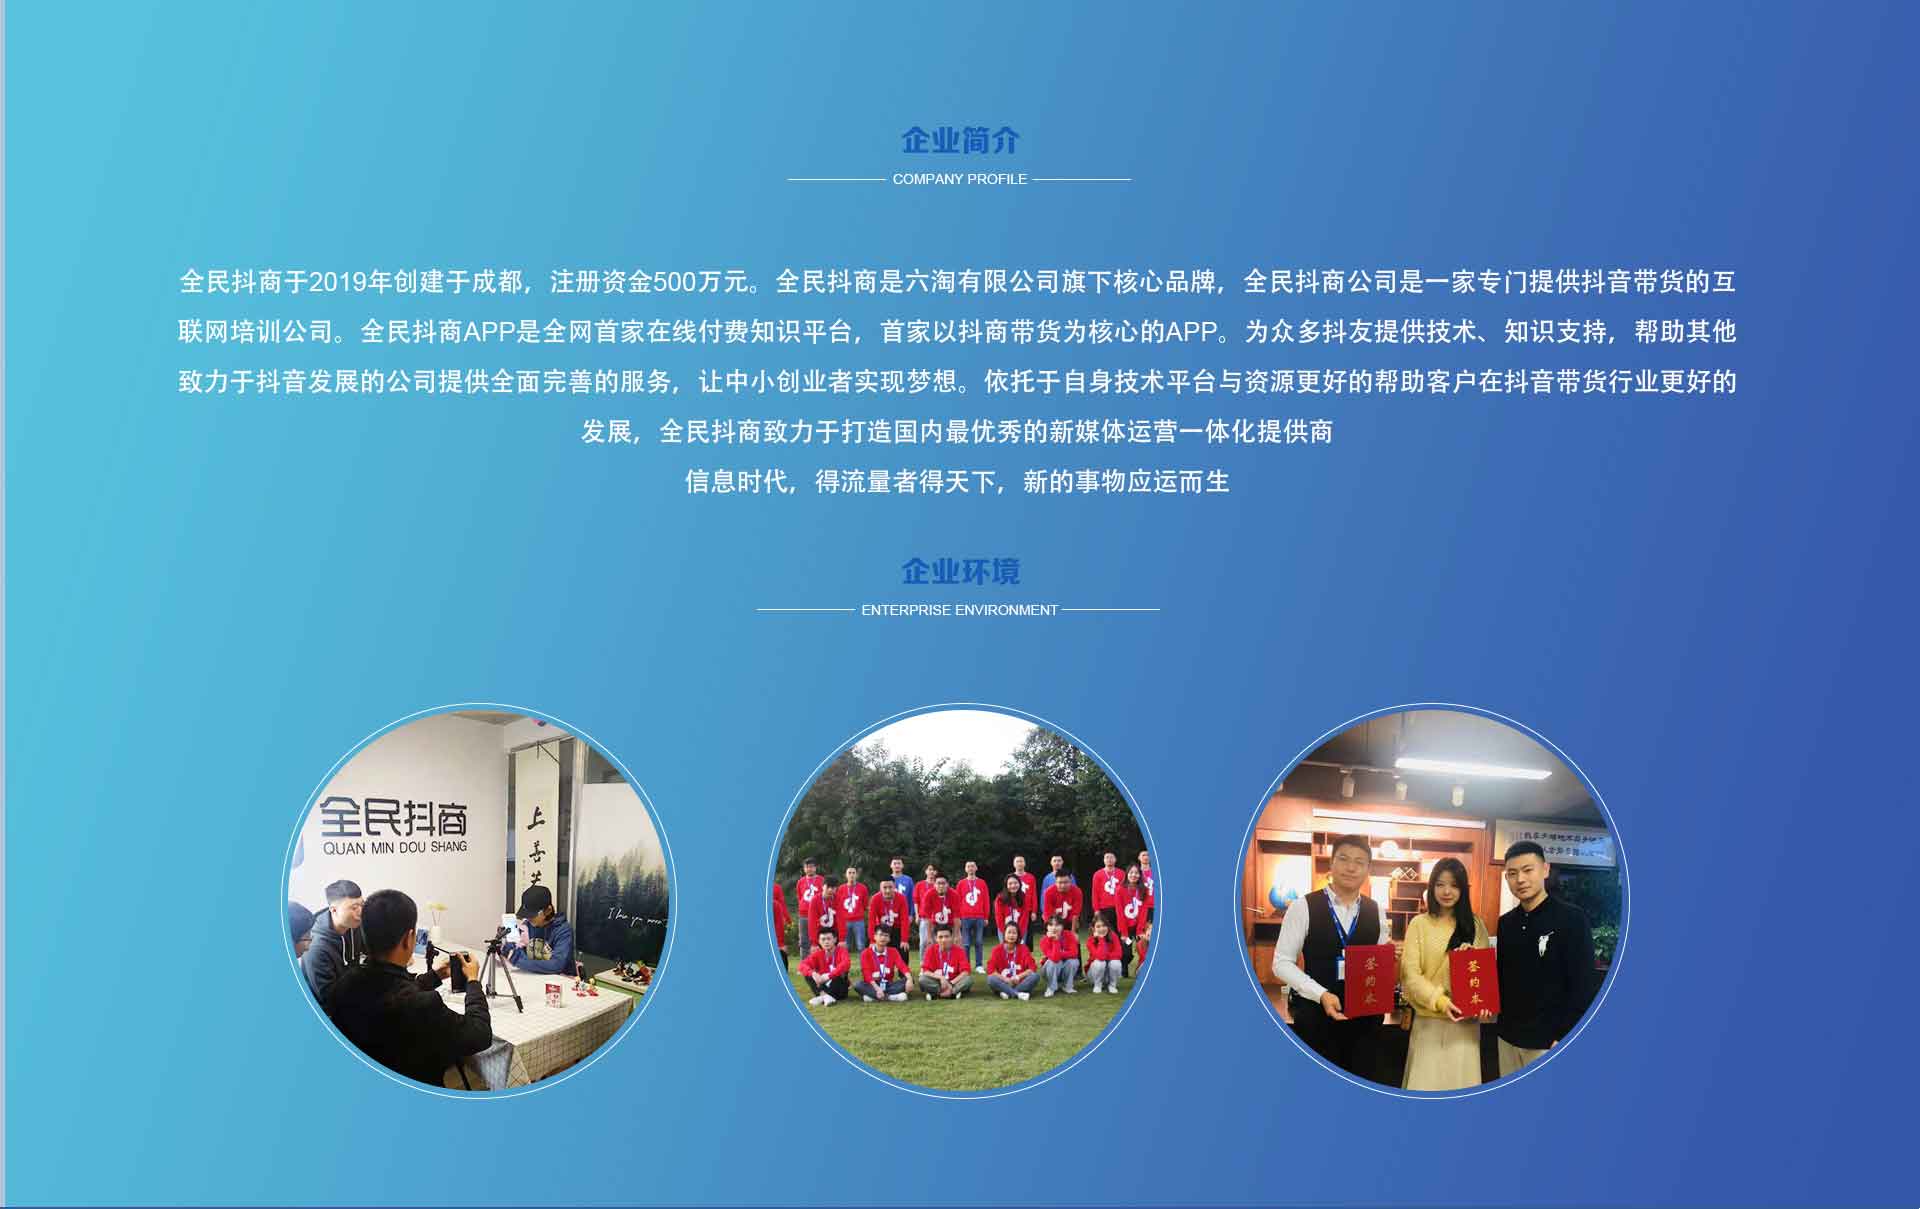 企业简介
COMPANY PROFILE
全民抖商于2019年创建于成都，注册资金500万元。全民抖商是六淘有限公司旗下核心品牌，全民抖商公司是一家专门提供抖音带货的互
联网培训公司。全民抖商APP是全网首家在线付费知识平台，首家以抖商带货为核心的APP。为众多抖友提供技术、知识支持，帮助其他
致力于抖音发展的公司提供全面完善的服务，让中小创业者实现梦想。依托于自身技术平台与资源更好的帮助客户在抖音带货行业更好的
发展，全民抖商致力于打造国内最优秀的新媒体运营一体化提供商
信息时代，得流量者得天下，新的事物应运而生
企业环境
ENTERPRISE ENVIRONMENT
全民抖商
QUAN MIN DOU SHANG
上善若
签约本
签约本